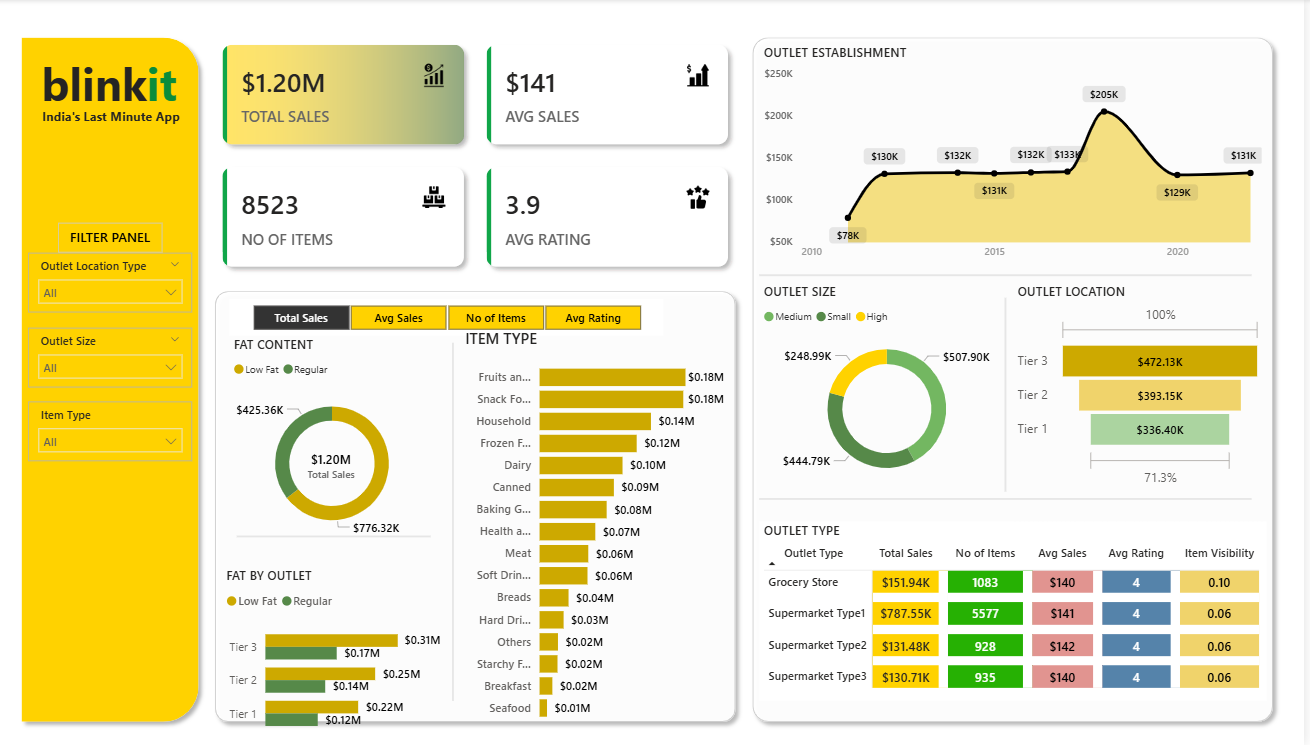 blinkit
India's Last Minute App
FILTER PANEL
Outlet Location Type
All
Outlet Size
All
Item Type
All
$1.20M
TOTAL SALES
$141
AVG SALES
8523
NO OF ITEMS
3.9
AVG RATING
Total Sales Avg Sales No of Items Avg Rating
FAT CONTENT
Low Fat Regular
$425.36K
$1.20M
Total Sales
$776.32K
FAT BY OUTLET
Low Fat Regular
Tier 3 $0.31M
$0.17M
Tier 2 $0.25M
$0.14M
Tier 1 $0.22M
$0.12M
ITEM TYPE
Fruits an... $0.18M
Snack Fo... $0.18M
Household $0.14M
Frozen F... $0.12M
Dairy $0.10M
Canned $0.09M
Baking G... $0.08M
Health a... $0.07M
Meat $0.06M
Soft Drin... $0.06M
Breads $0.04M
Hard Dri... $0.03M
Others $0.02M
Starchy F... $0.02M
Breakfast $0.02M
Seafood $0.01M
OUTLET ESTABLISHMENT
$250K
$200K
$150K
$100K
$50K
$78K
$130K
$132K
$131K
$132K
$133K
$205K
$129K
$131K
2010 2015 2020
OUTLET SIZE
Medium Small High
$248.99K
$507.90K
$444.79K
OUTLET LOCATION
100%
Tier 3 $472.13K
Tier 2 $393.15K
Tier 1 $336.40K
71.3%
OUTLET TYPE
Outlet Type Total Sales No of Items Avg Sales Avg Rating Item Visibility
Grocery Store $151.94K 1083 $140 4 0.10
Supermarket Type1 $787.55K 5577 $141 4 0.06
Supermarket Type2 $131.48K 928 $142 4 0.06
Supermarket Type3 $130.71K 935 $140 4 0.06